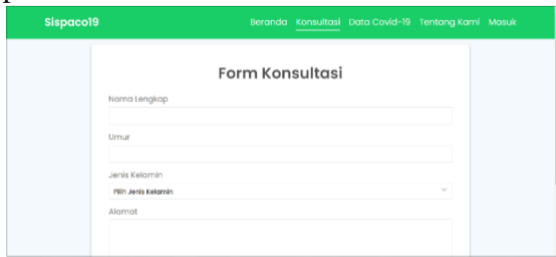 Sispaco19 Beranda Konsultasi Data Covid-19 Tentang Kami Masuk
Form Konsultasi
Nama Lengkap
Umur
Jenis Kelamin
Pilih Jenis Kelamin
Alamat